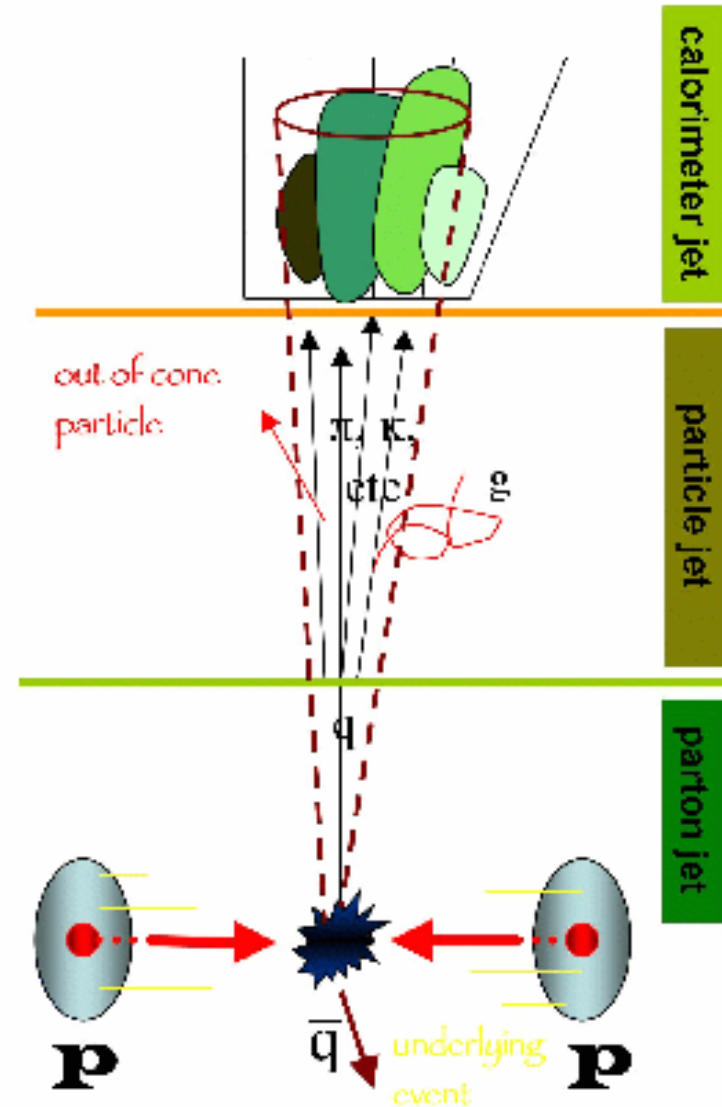 calorimeter jet
out of cone
particle
π, κ,
etc
g
particle jet
q
parton jet
q̅
underlying
event
p
p